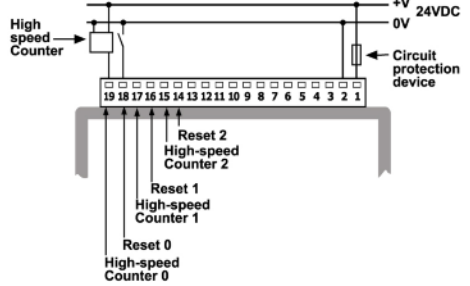 +V
24VDC
0V
High
speed
Counter
Circuit
protection
device
19 18 17 16 15 14 13 12 11 10 9 8 7 6 5 4 3 2 1
Reset 2
High-speed
Counter 2
Reset 1
High-speed
Counter 1
Reset 0
High-speed
Counter 0